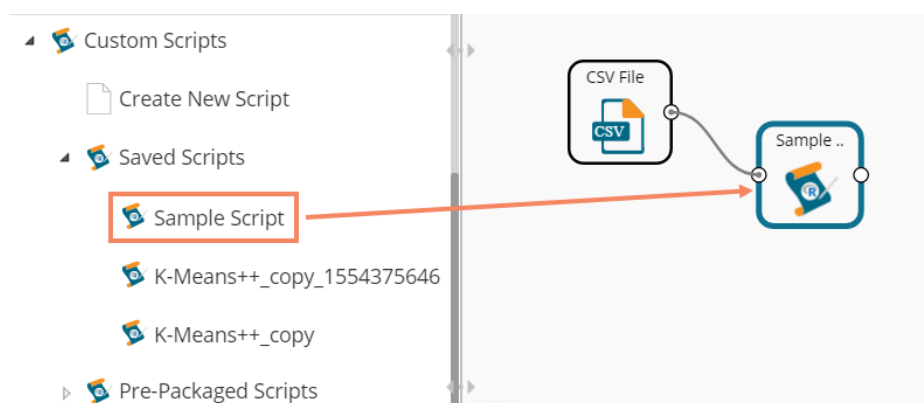 Custom Scripts
Create New Script
Saved Scripts
Sample Script
K-Means++_copy_1554375646
K-Means++_copy
Pre-Packaged Scripts
CSV File
CSV
Sample ..
R